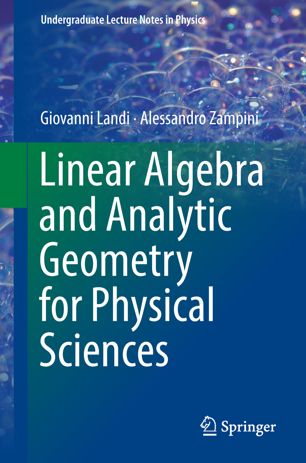 Undergraduate Lecture Notes in Physics
Giovanni Landi · Alessandro Zampini
Linear Algebra
and Analytic
Geometry
for Physical
Sciences
Springer